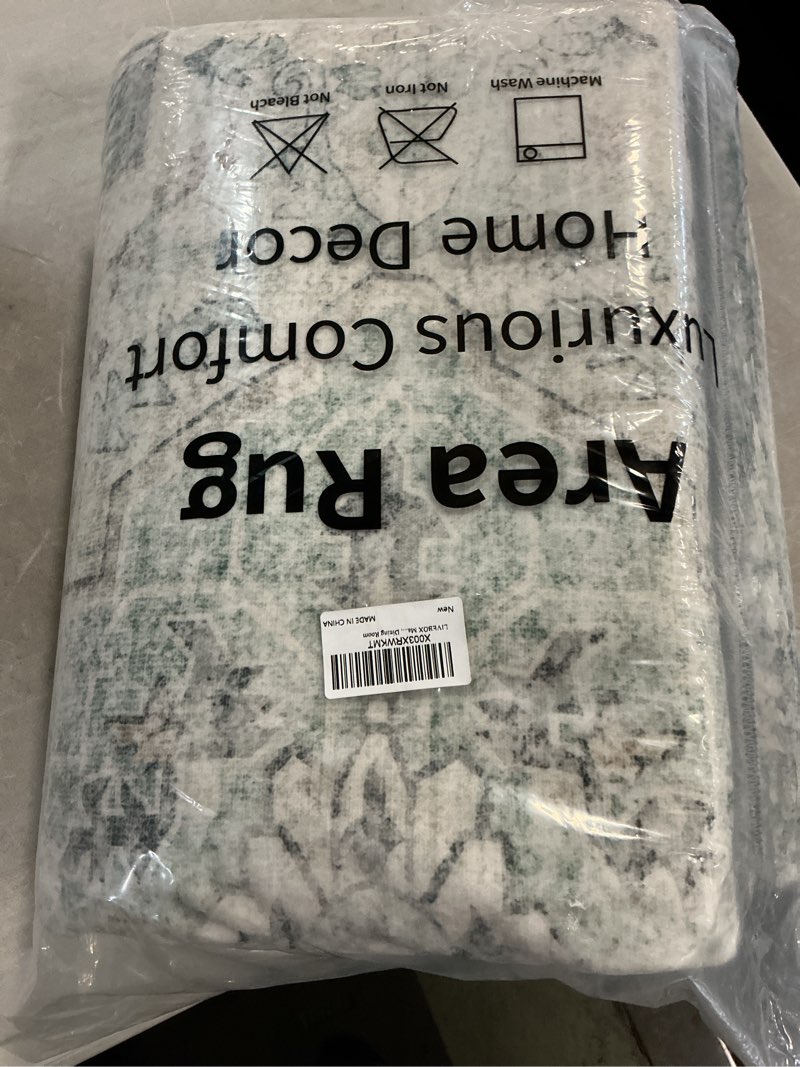 Area Rug
Luxurious Comfort
Home Decor
Machine Wash
Not Iron
Not Bleach
X003XRWKMT
LIVEBOX Ma... Dining Room
New
MADE IN CHINA